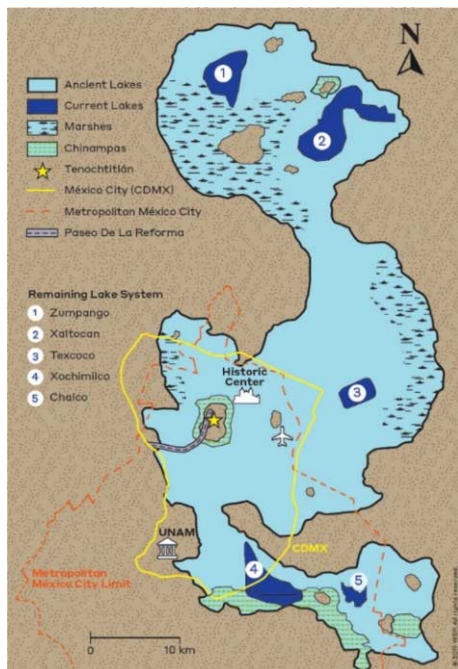 N
Ancient Lakes
Current Lakes
Marshes
Chinampas
Tenochtitlán
México City (CDMX)
Metropolitan México City
Paseo De La Reforma
Remaining Lake System
1 Zumpango
2 Xaltocan
3 Texcoco
4 Xochimilco
5 Chalco
1
2
Historic
Center
3
UNAM
CDMX
4
5
Metropolitan
México City Limit
0
10 km